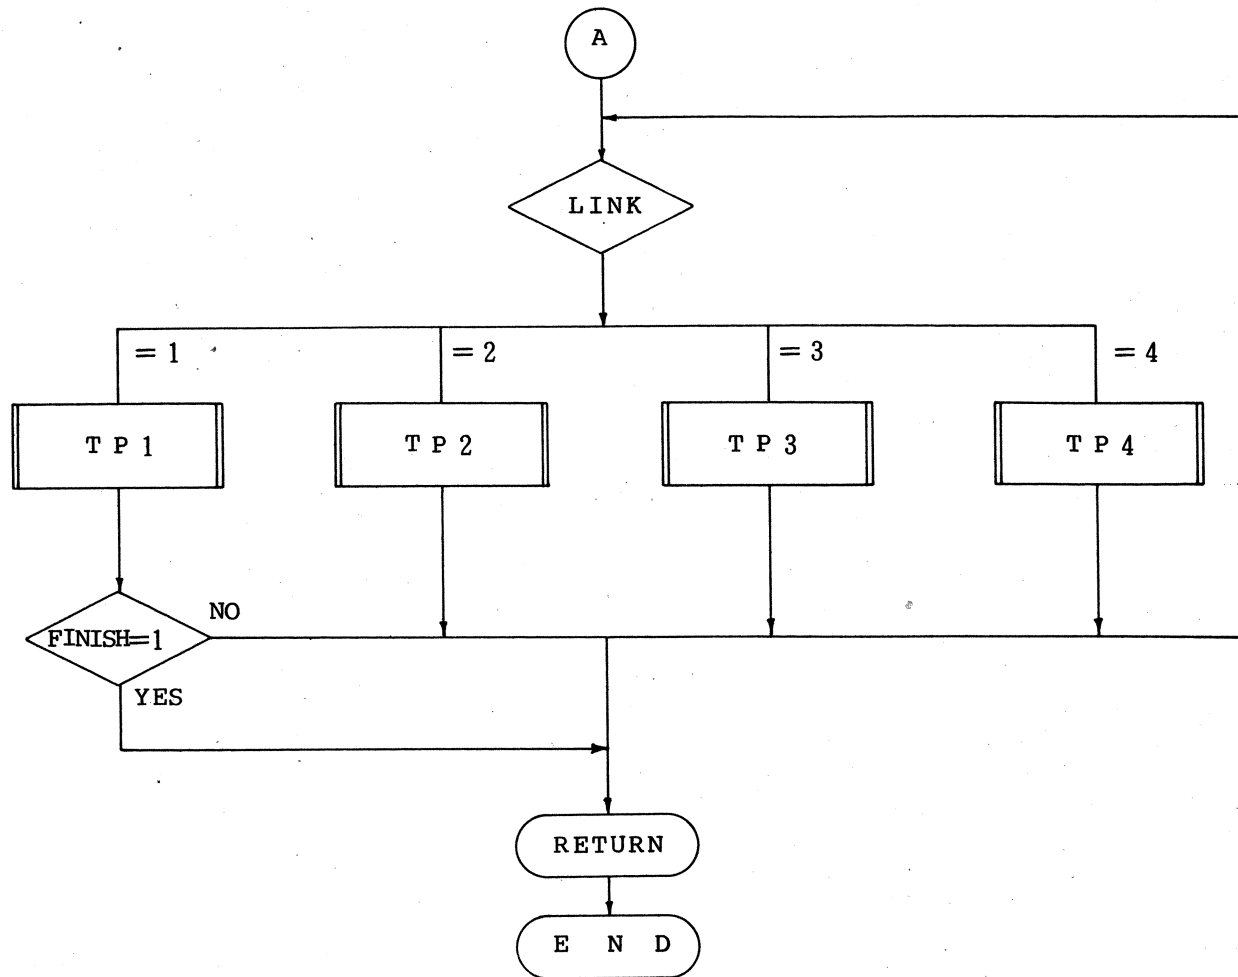 A
LINK
=1
=2
=3
=4
TP1
TP2
TP3
TP4
NO
FINISH=1
YES
RETURN
END